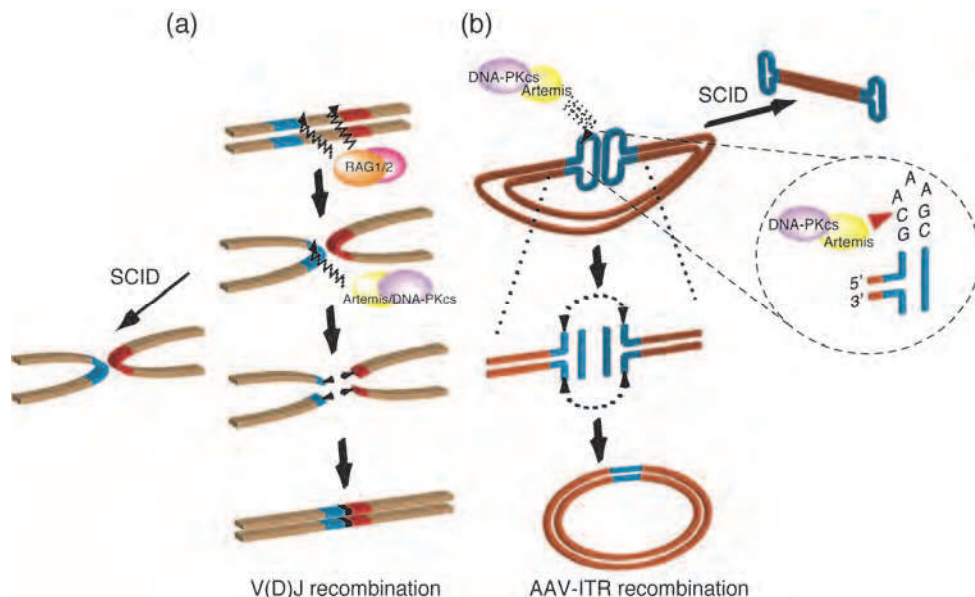 (a)
RAG1/2
SCID
Artemis/DNA-PKcs
V(D)J recombination
(b)
DNA-PKcs
Artemis
SCID
A
A A
C G
G C
DNA-PKcs
Artemis
5'
3'
AAV-ITR recombination